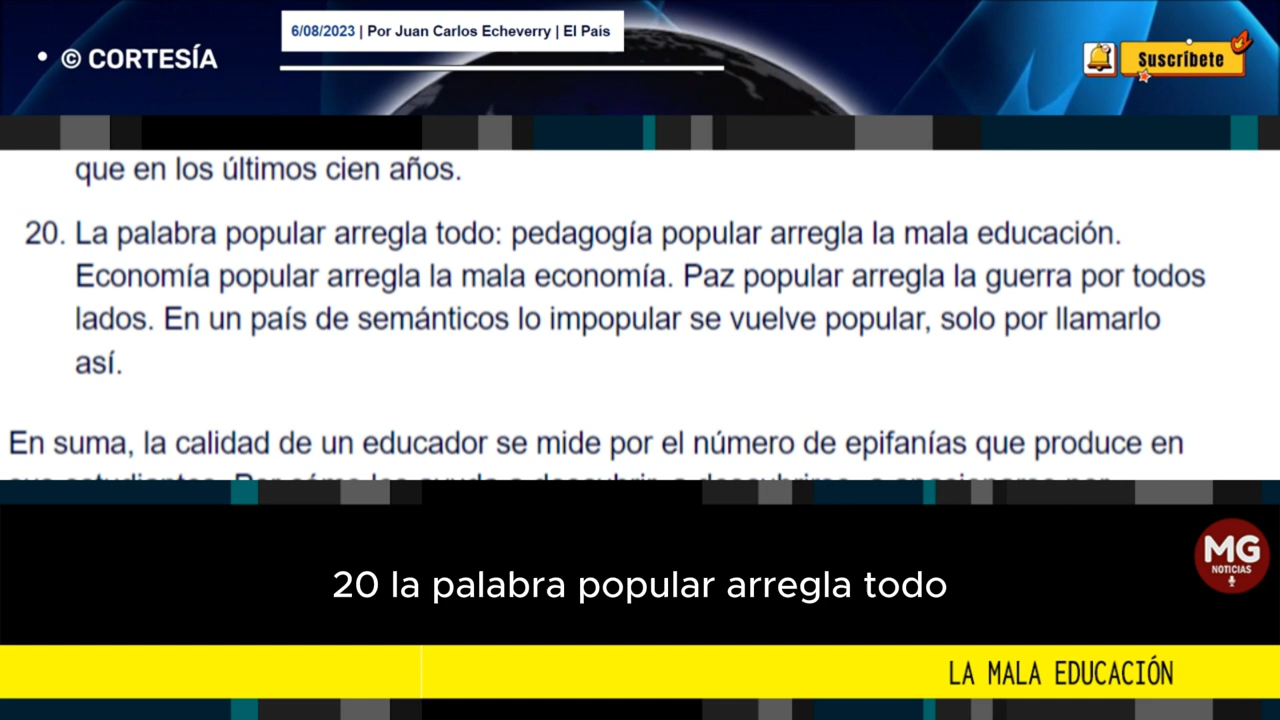 6/08/2023 | Por Juan Carlos Echeverry | El País
• © CORTESÍA
Suscríbete
que en los últimos cien años.
20. La palabra popular arregla todo: pedagogía popular arregla la mala educación.
Economía popular arregla la mala economía. Paz popular arregla la guerra por todos
lados. En un país de semánticos lo impopular se vuelve popular, solo por llamarlo
así.
En suma, la calidad de un educador se mide por el número de epifanías que produce en
MG
NOTICIAS
20 la palabra popular arregla todo
LA MALA EDUCACIÓN